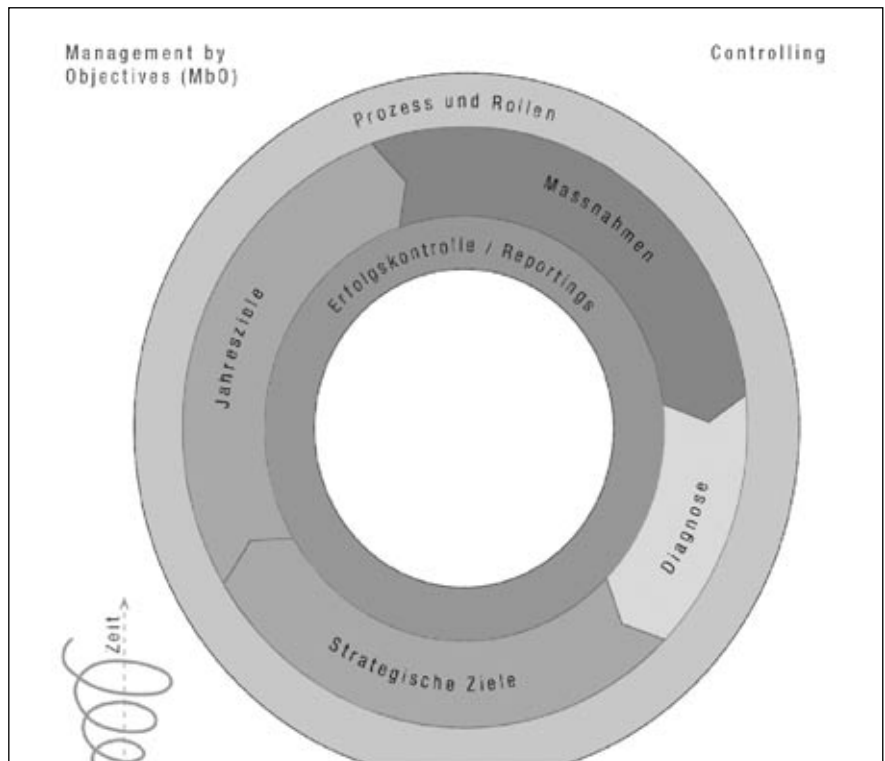 Management by
Objectives (MbO)
Controlling
Prozess und Rollen
Massnahmen
Erfolgskontrolle / Reportings
Jahresziele
Diagnose
Strategische Ziele
Zeit